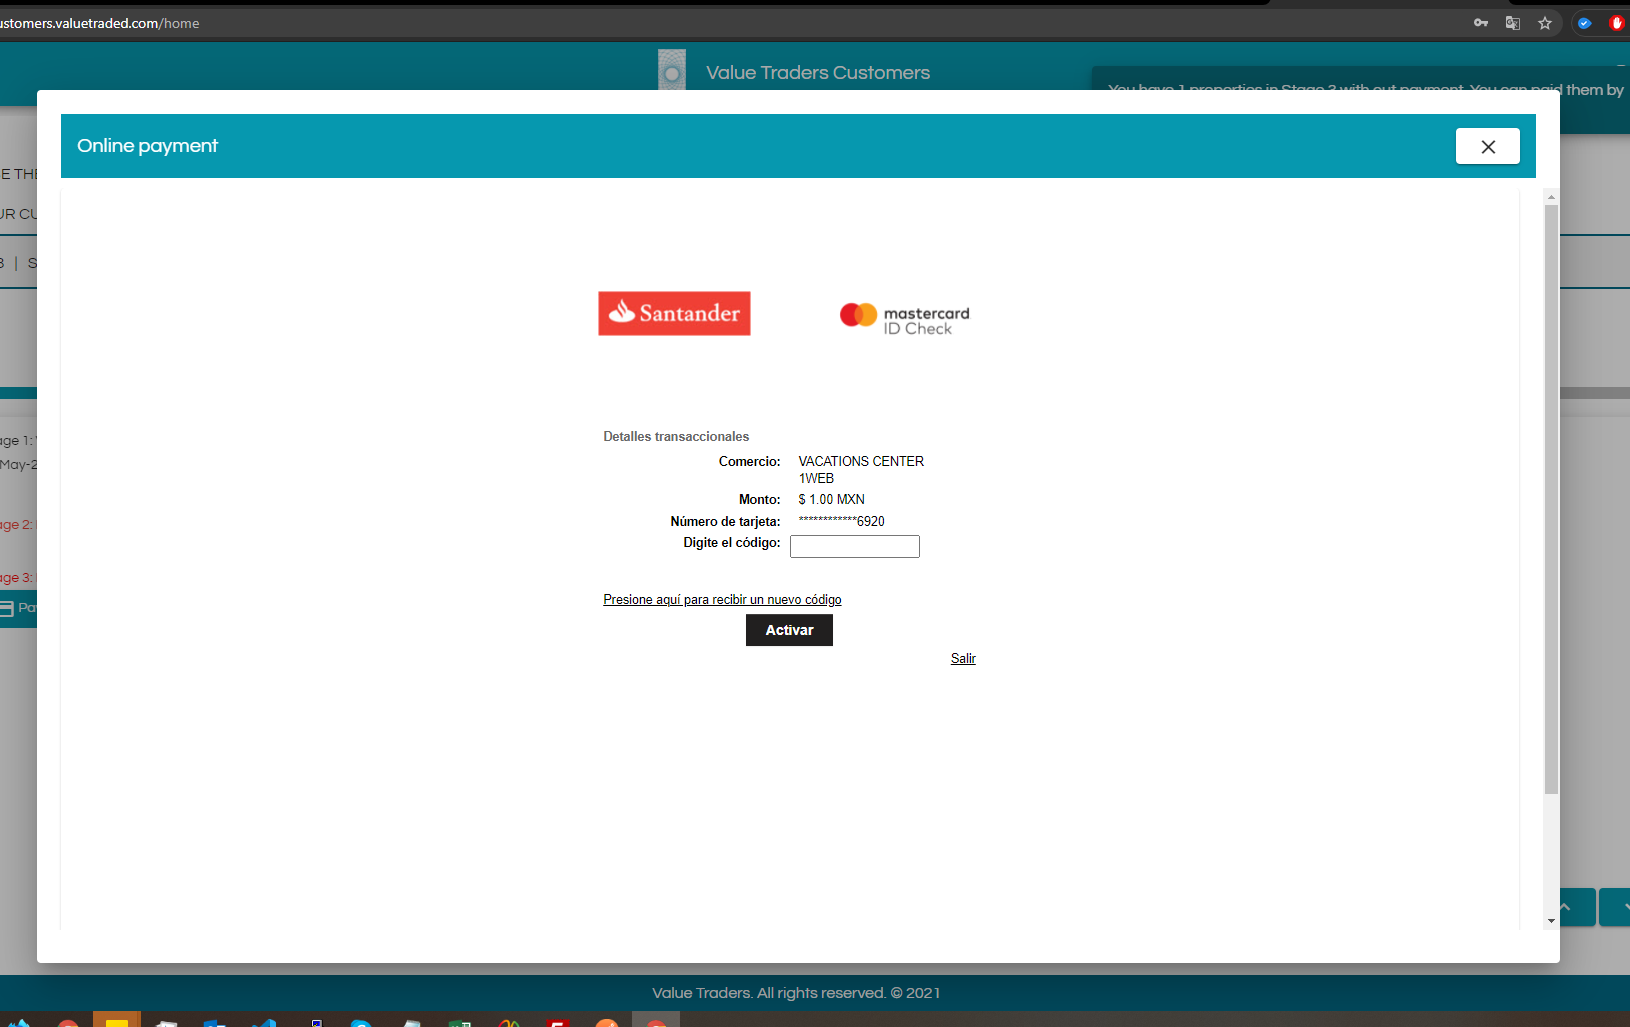 ustomers.valuetraded.com/home
Value Traders Customers
You have 1 properties in Stage 3 with out payment. You can paid them by
Online payment
E THE
UR CU
Santander
mastercard
ID Check
Detalles transaccionales
Comercio: VACATIONS CENTER
1WEB
Monto: $ 1.00 MXN
Número de tarjeta: ************6920
Digite el código:
Presione aquí para recibir un nuevo código
Activar
Salir
age 1:
May-2
age 2:
age 3:
Pay
Value Traders. All rights reserved. © 2021